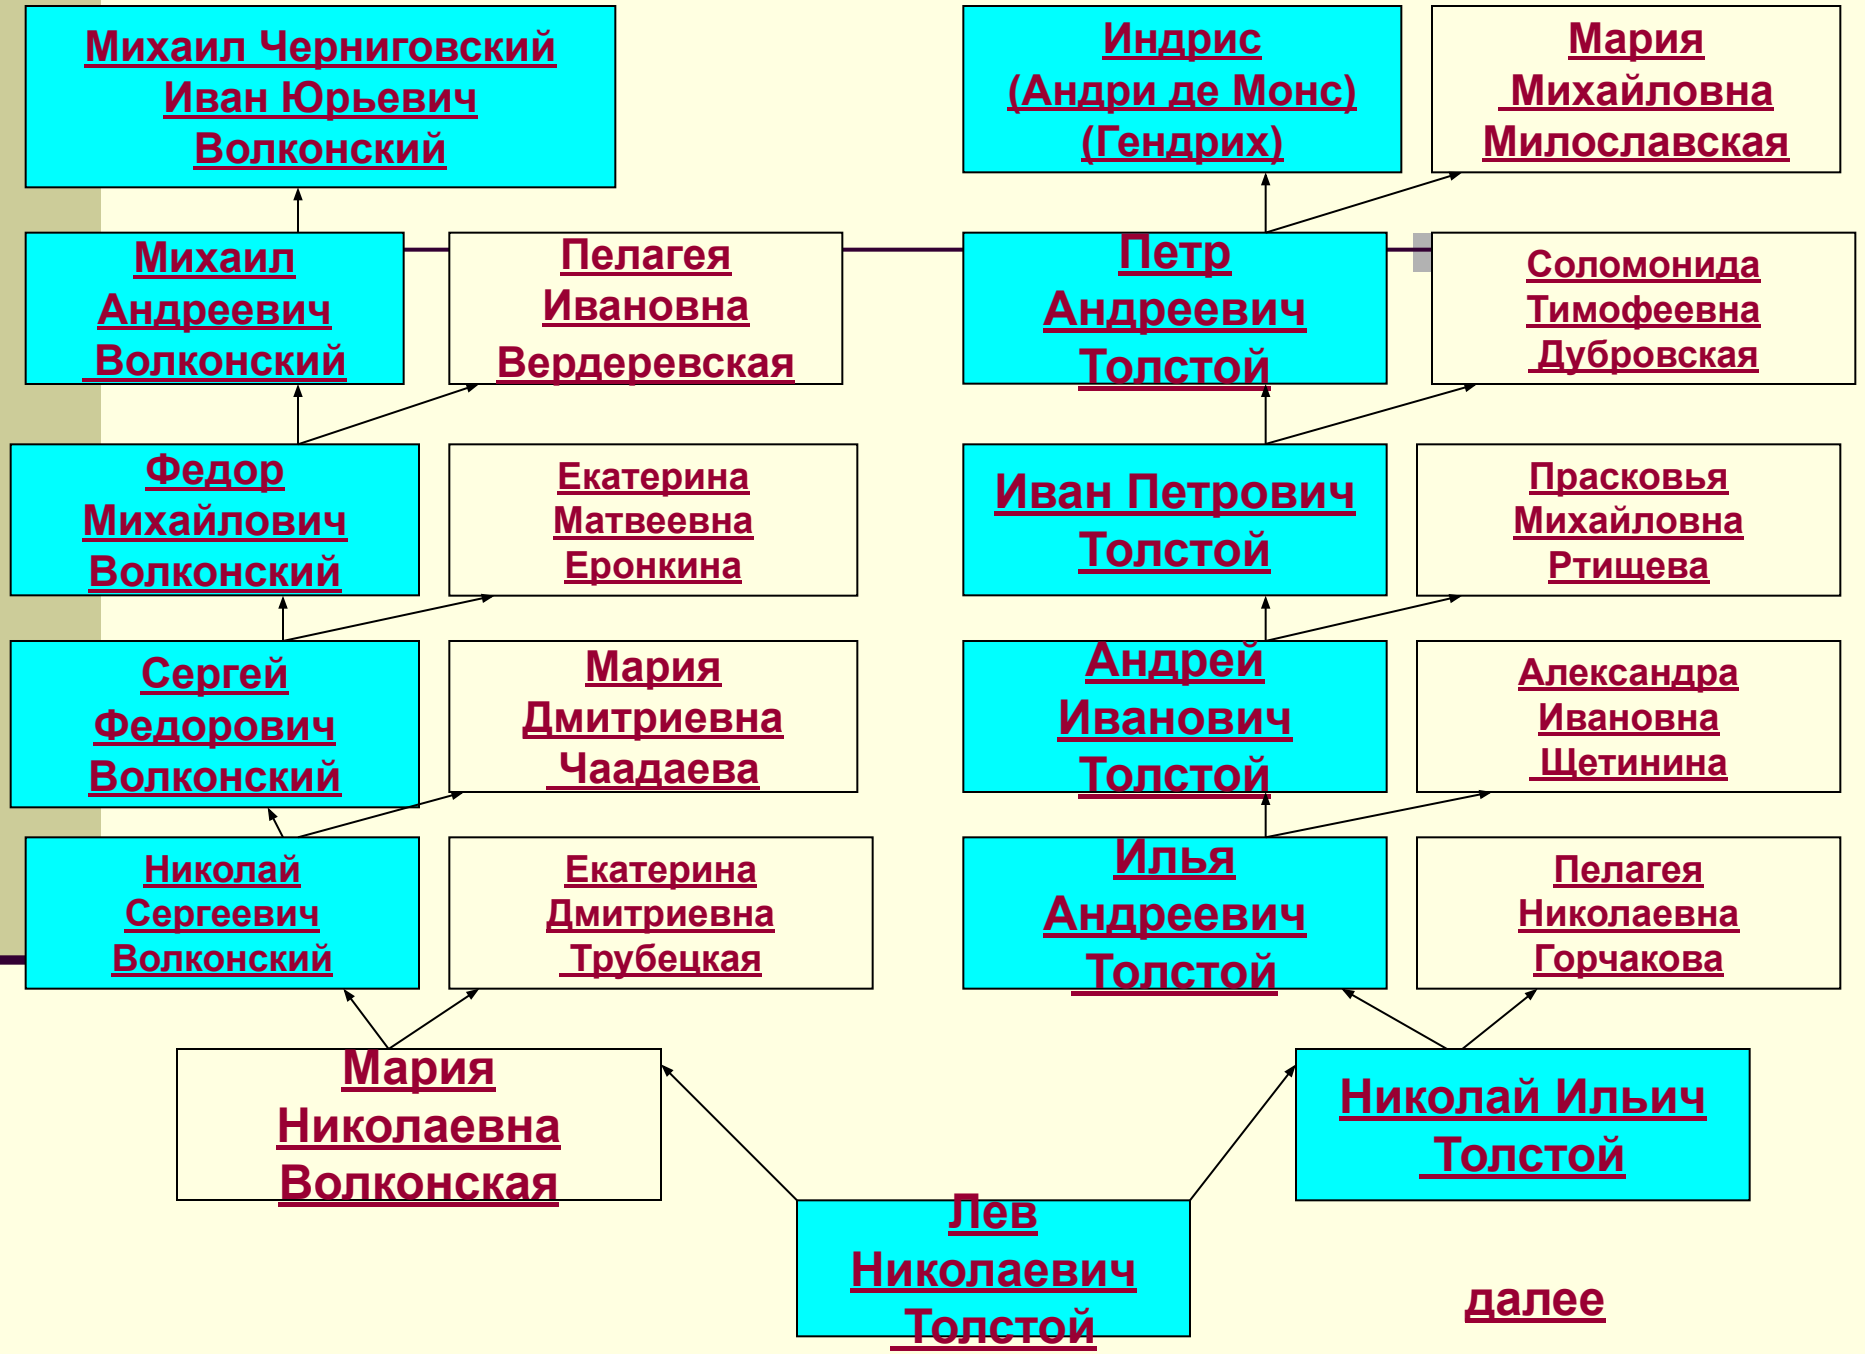 Михаил Черниговский
Иван Юрьевич
Волконский
Индрис
(Андри де Монс)
(Гендрих)
Мария
Михайловна
Милославская
Михаил
Андреевич
Волконский
Пелагея
Ивановна
Вердеревская
Петр
Андреевич
Толстой
Соломонида
Тимофеевна
Дубровская
Федор
Михайлович
Волконский
Екатерина
Матвеевна
Еронкина
Иван Петрович
Толстой
Прасковья
Михайловна
Ртищева
Сергей
Федорович
Волконский
Мария
Дмитриевна
Чаадаева
Андрей
Иванович
Толстой
Александра
Ивановна
Щетинина
Николай
Сергеевич
Волконский
Екатерина
Дмитриевна
Трубецкая
Илья
Андреевич
Толстой
Пелагея
Николаевна
Горчакова
Мария
Николаевна
Волконская
Николай Ильич
Толстой
Лев
Николаевич
Толстой
далее